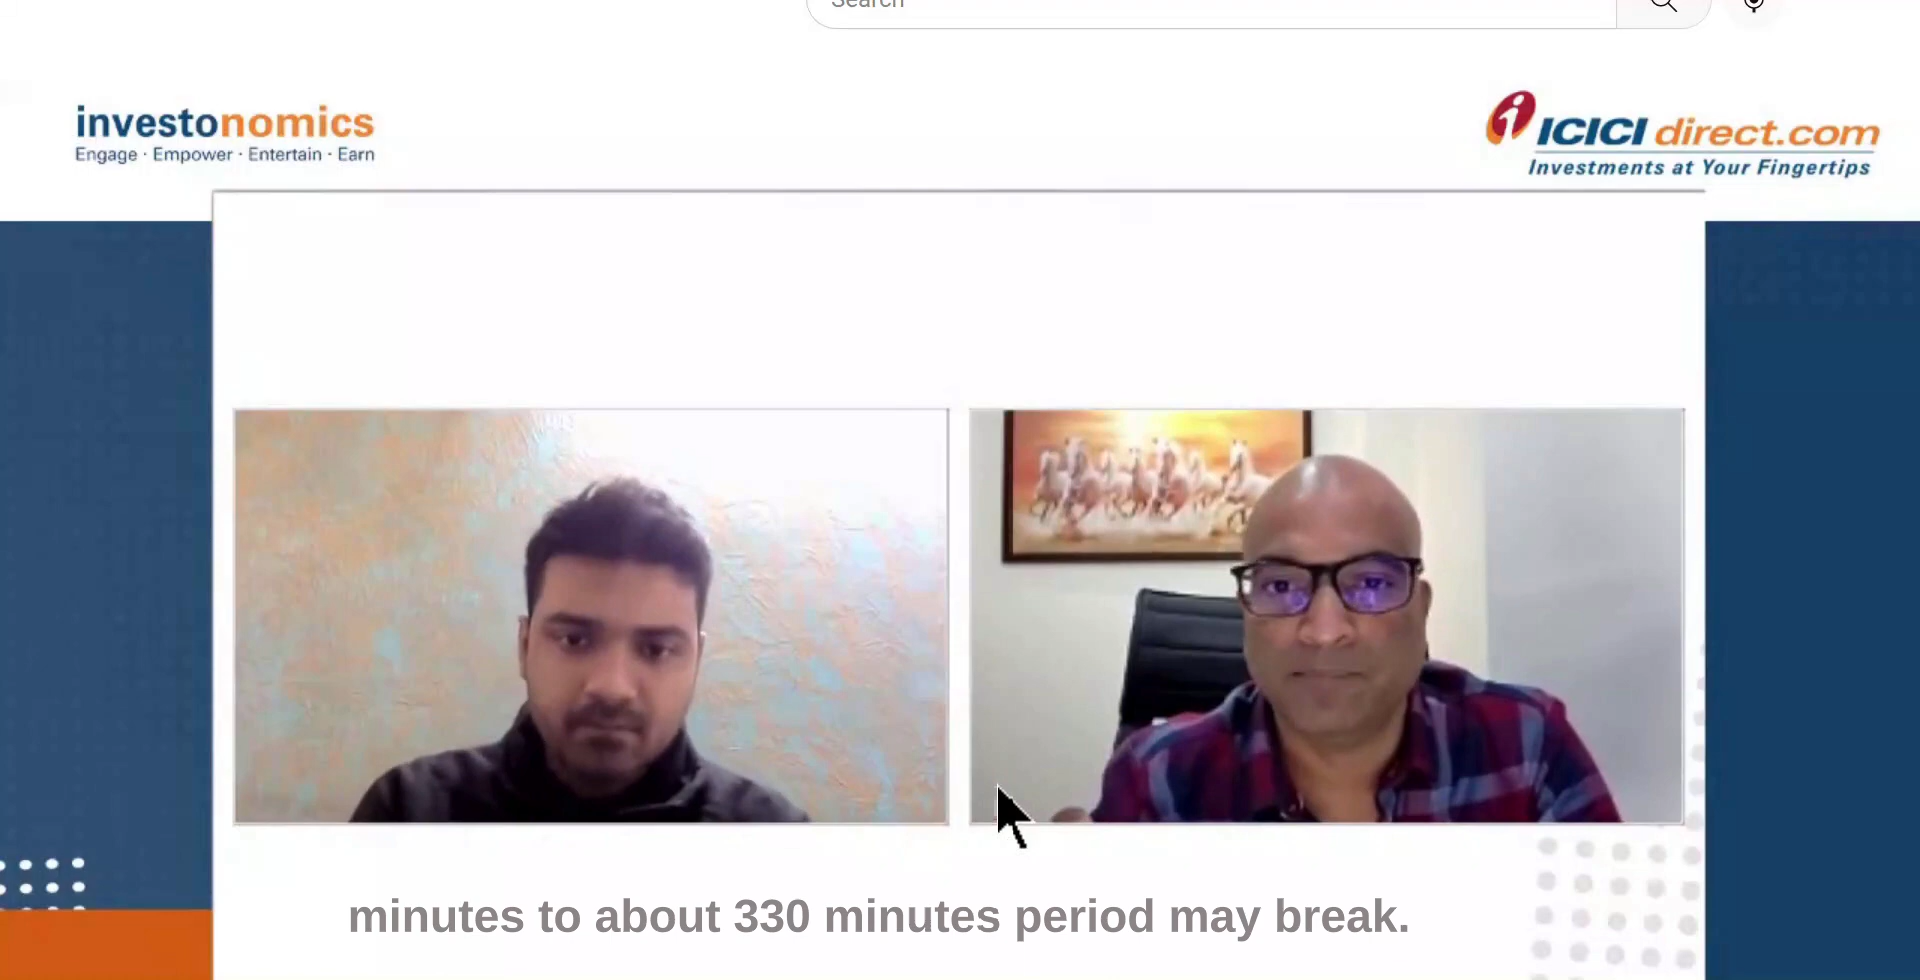 Search
investonomics
Engage · Empower · Entertain · Earn
i ICICI direct.com
Investments at Your Fingertips
minutes to about 330 minutes period may break.